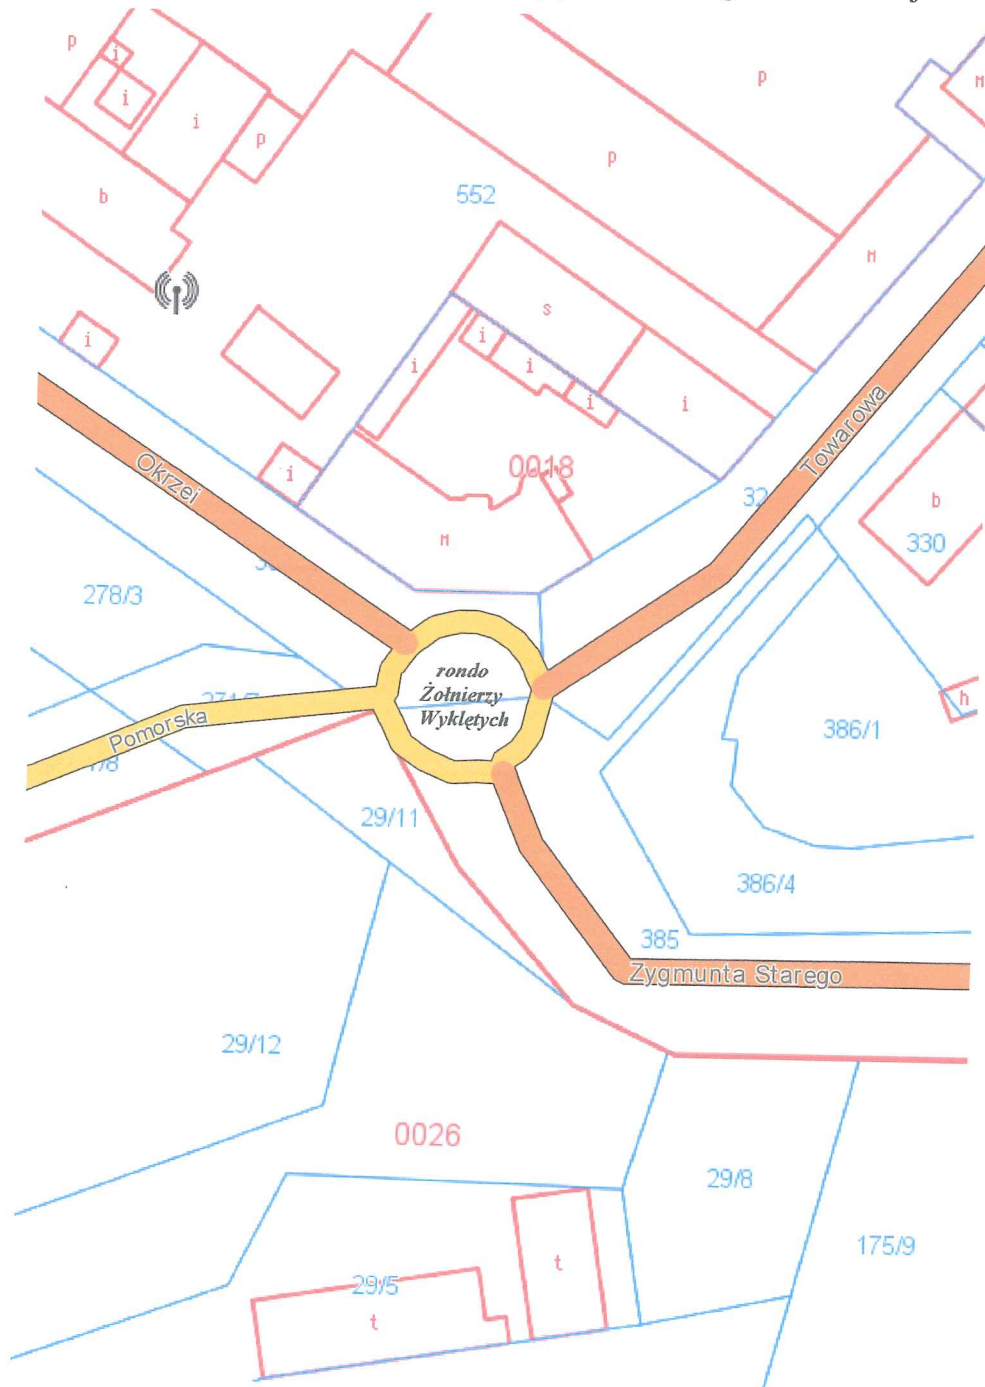 p
i
i
i
p
b
552
p
p
M
M
s
i
i
i
i
i
i
i
0018
M
Okrzei
Towarowa
32
b
330
278/3
rondo
Żołnierzy
Wyklętych
Pomorska
h
386/1
29/11
386/4
385
Zygmunta Starego
29/12
0026
29/8
175/9
t
29/5
t